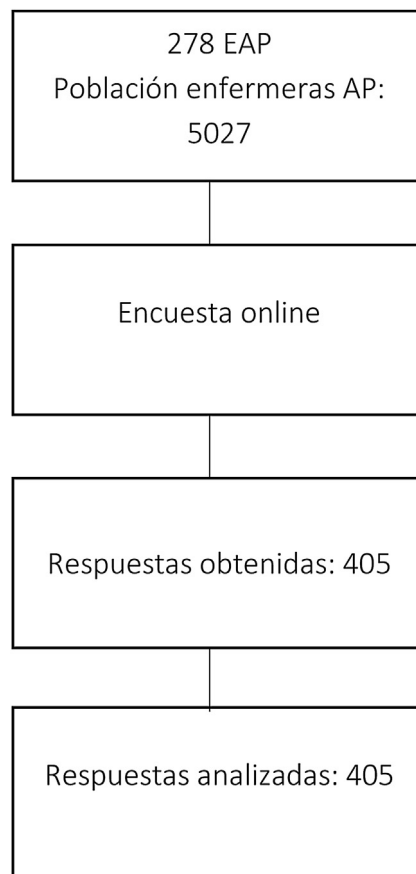 278 EAP
Población enfermeras AP:
5027
Encuesta online
Respuestas obtenidas: 405
Respuestas analizadas: 405